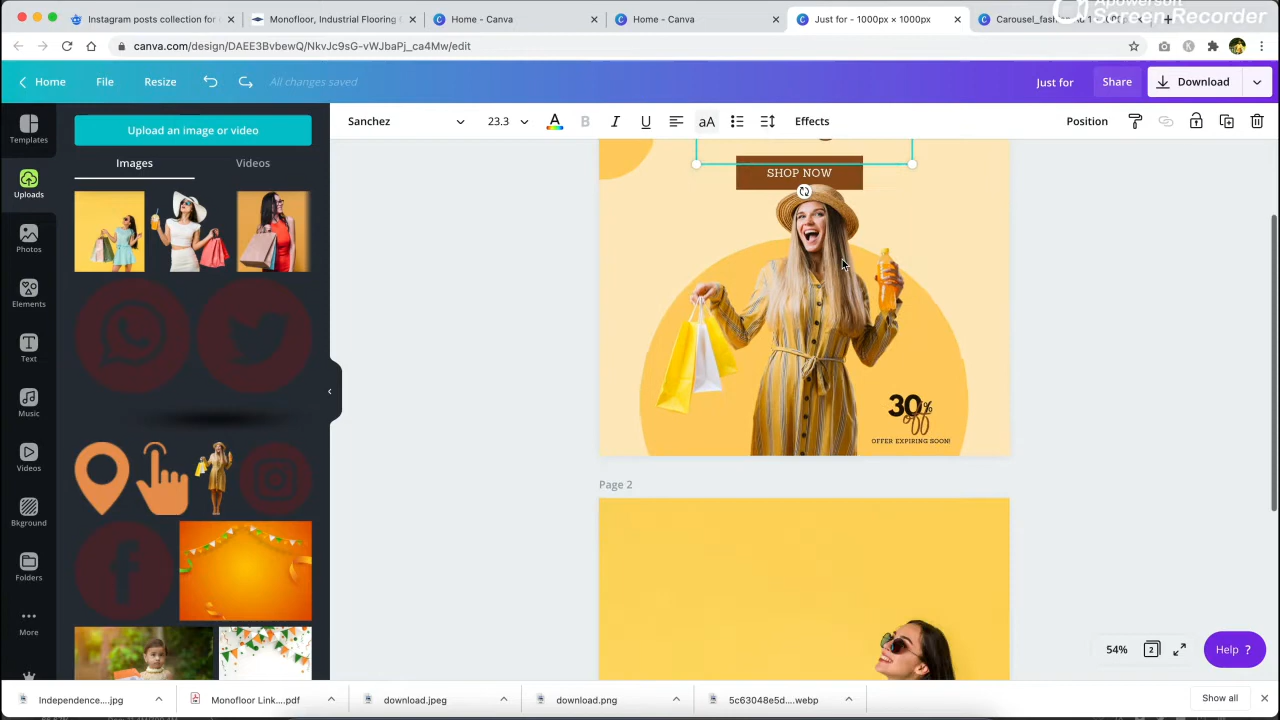 Apowersoft
Screen Recorder
Instagram posts collection for
Monofloor, Industrial Flooring
Home - Canva
Home - Canva
Just for - 1000px × 1000px
canva.com/design/DAEE3BvbewQ/NkvJc9sG-vWJbaPj_ca4Mw/edit
Home
File
Resize
All changes saved
Just for
Share
Download
Templates
Uploads
Photos
Elements
Text
Music
Videos
Bkground
Folders
More
Upload an image or video
Images
Videos
Sanchez
23.3
A
B
I
U
aA
Effects
Position
SHOP NOW
30%
off
OFFER EXPIRING SOON!
Page 2
54%
2
Help ?
Independence....jpg
Monofloor Link....pdf
download.jpeg
download.png
5c63048e5d....webp
Show all